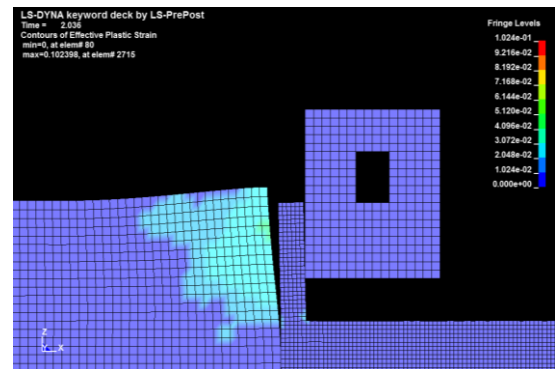 LS-DYNA keyword deck by LS-PrePost
Time = 2.036
Contours of Effective Plastic Strain
min=0, at elem# 80
max=0.102398, at elem# 2715
Fringe Levels
1.024e-01
9.216e-02
8.192e-02
7.168e-02
6.144e-02
5.120e-02
4.096e-02
3.072e-02
2.048e-02
1.024e-02
0.000e+00
Z
Y X